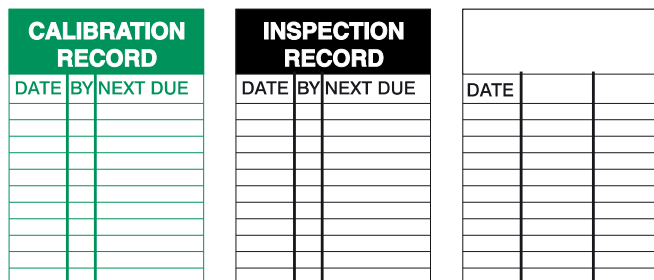 CALIBRATION
RECORD
DATE BY NEXT DUE
INSPECTION
RECORD
DATE BY NEXT DUE
DATE